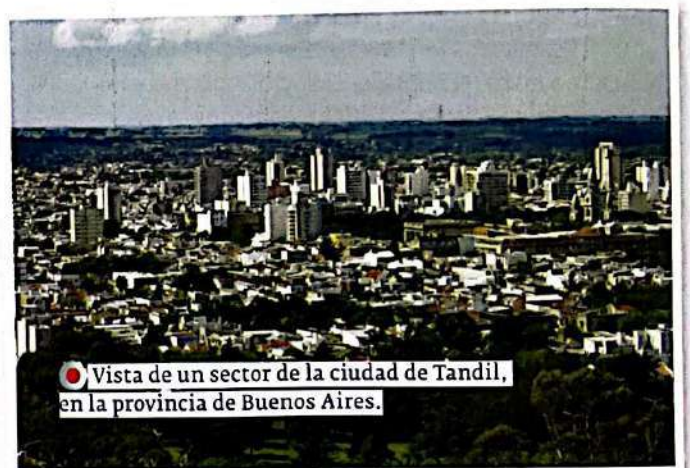 Vista de un sector de la ciudad de Tandil,
en la provincia de Buenos Aires.